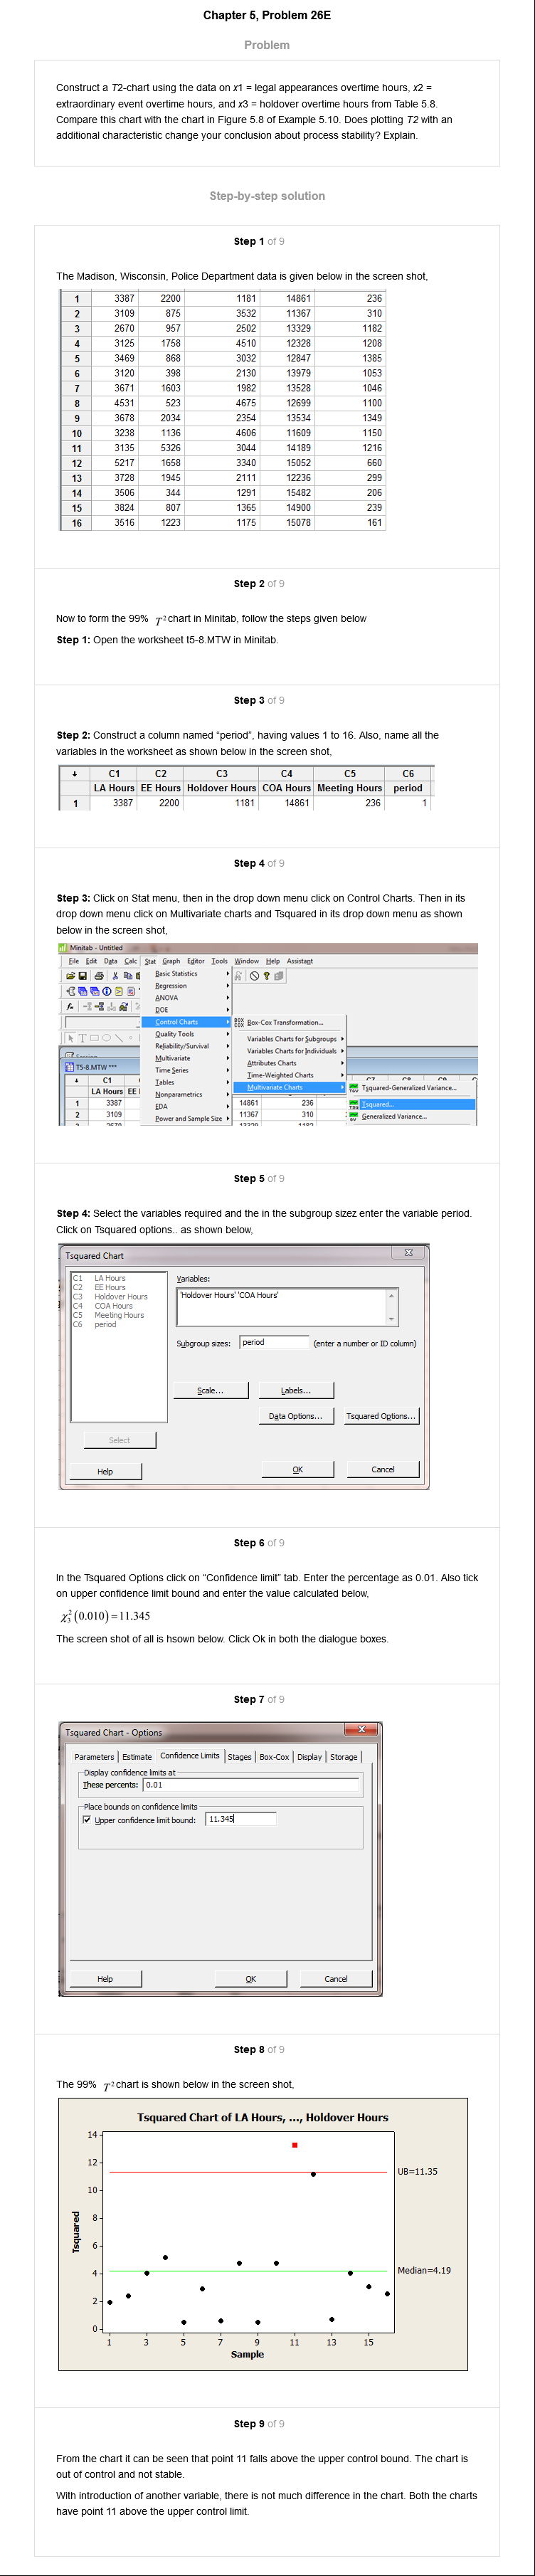 Chapter 5, Problem 26E
Problem
Construct a T2-chart using the data on x1 = legal appearances overtime hours, x2 =
extraordinary event overtime hours, and x3 = holdover overtime hours from Table 5.8.
Compare this chart with the chart in Figure 5.8 of Example 5.10. Does plotting T2 with an
additional characteristic change your conclusion about process stability? Explain.
Step-by-step solution
Step 1 of 9
The Madison, Wisconsin, Police Department data is given below in the screen shot,
1 3387 2200 1181 14861 236
2 3109 875 3532 11367 310
3 2670 957 2502 13329 1182
4 3125 1758 4510 12328 1208
5 3469 868 3032 12847 1385
6 3120 398 2130 13979 1053
7 3671 1603 1982 13528 1046
8 4531 523 4675 12699 1100
9 3678 2034 2354 13534 1349
10 3238 1136 4606 11609 1150
11 3135 5326 3044 14189 1216
12 5217 1658 3340 15052 660
13 3728 1945 2111 12236 299
14 3506 344 1291 15482 206
15 3824 807 1365 14900 239
16 3516 1223 1175 15078 161
Step 2 of 9
Now to form the 99% T² chart in Minitab, follow the steps given below
Step 1: Open the worksheet t5-8.MTW in Minitab.
Step 3 of 9
Step 2: Construct a column named “period”, having values 1 to 16. Also, name all the
variables in the worksheet as shown below in the screen shot,
C1 C2 C3 C4 C5 C6
LA Hours EE Hours Holdover Hours COA Hours Meeting Hours period
1 3387 2200 1181 14861 236 1
Step 4 of 9
Step 3: Click on Stat menu, then in the drop down menu click on Control Charts. Then in its
drop down menu click on Multivariate charts and Tsquared in its drop down menu as shown
below in the screen shot,
Minitab - Untitled
File Edit Data Calc Stat Graph Editor Tools Window Help Assistant
Basic Statistics
Regression
ANOVA
DOE
Control Charts
Box-Cox Transformation...
Quality Tools
Variables Charts for Subgroups
Reliability/Survival
Variables Charts for Individuals
Multivariate
Attributes Charts
Time Series
Time-Weighted Charts
T5-8.MTW ***
Tables
Multivariate Charts
Tsquared-Generalized Variance...
C1
LA Hours EE
Nonparametrics
1 3387
14861 236
Tsquared...
EDA
2 3109
11367 310
Generalized Variance...
Power and Sample Size
Step 5 of 9
Step 4: Select the variables required and the in the subgroup sizez enter the variable period.
Click on Tsquared options.. as shown below,
Tsquared Chart
C1 LA Hours
C2 EE Hours
C3 Holdover Hours
C4 COA Hours
C5 Meeting Hours
C6 period
Variables:
'Holdover Hours' 'COA Hours'
Subgroup sizes: period (enter a number or ID column)
Scale... Labels...
Data Options... Tsquared Options...
Select
Help OK Cancel
Step 6 of 9
In the Tsquared Options click on “Confidence limit” tab. Enter the percentage as 0.01. Also tick
on upper confidence limit bound and enter the value calculated below,
χ₃²(0.010) = 11.345
The screen shot of all is hsown below. Click Ok in both the dialogue boxes.
Step 7 of 9
Tsquared Chart - Options
Parameters Estimate Confidence Limits Stages Box-Cox Display Storage
Display confidence limits at
These percents: 0.01
Place bounds on confidence limits
Upper confidence limit bound: 11.345
Help OK Cancel
Step 8 of 9
The 99% T² chart is shown below in the screen shot,
Tsquared Chart of LA Hours, ..., Holdover Hours
14
12
UB=11.35
10
8
Tsquared
6
Median=4.19
4
2
0
1 3 5 7 9 11 13 15
Sample
Step 9 of 9
From the chart it can be seen that point 11 falls above the upper control bound. The chart is
out of control and not stable.
With introduction of another variable, there is not much difference in the chart. Both the charts
have point 11 above the upper control limit.